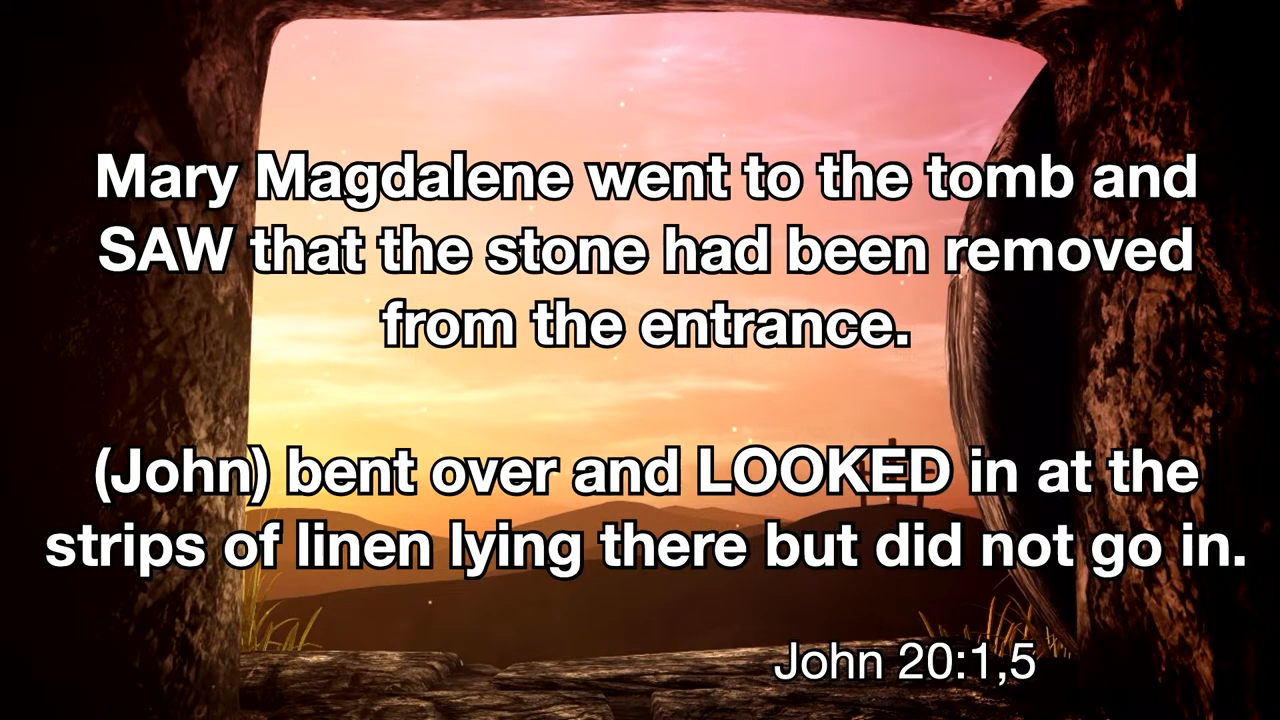 Mary Magdalene went to the tomb and
SAW that the stone had been removed
from the entrance.
(John) bent over and LOOKED in at the
strips of linen lying there but did not go in.
John 20:1,5